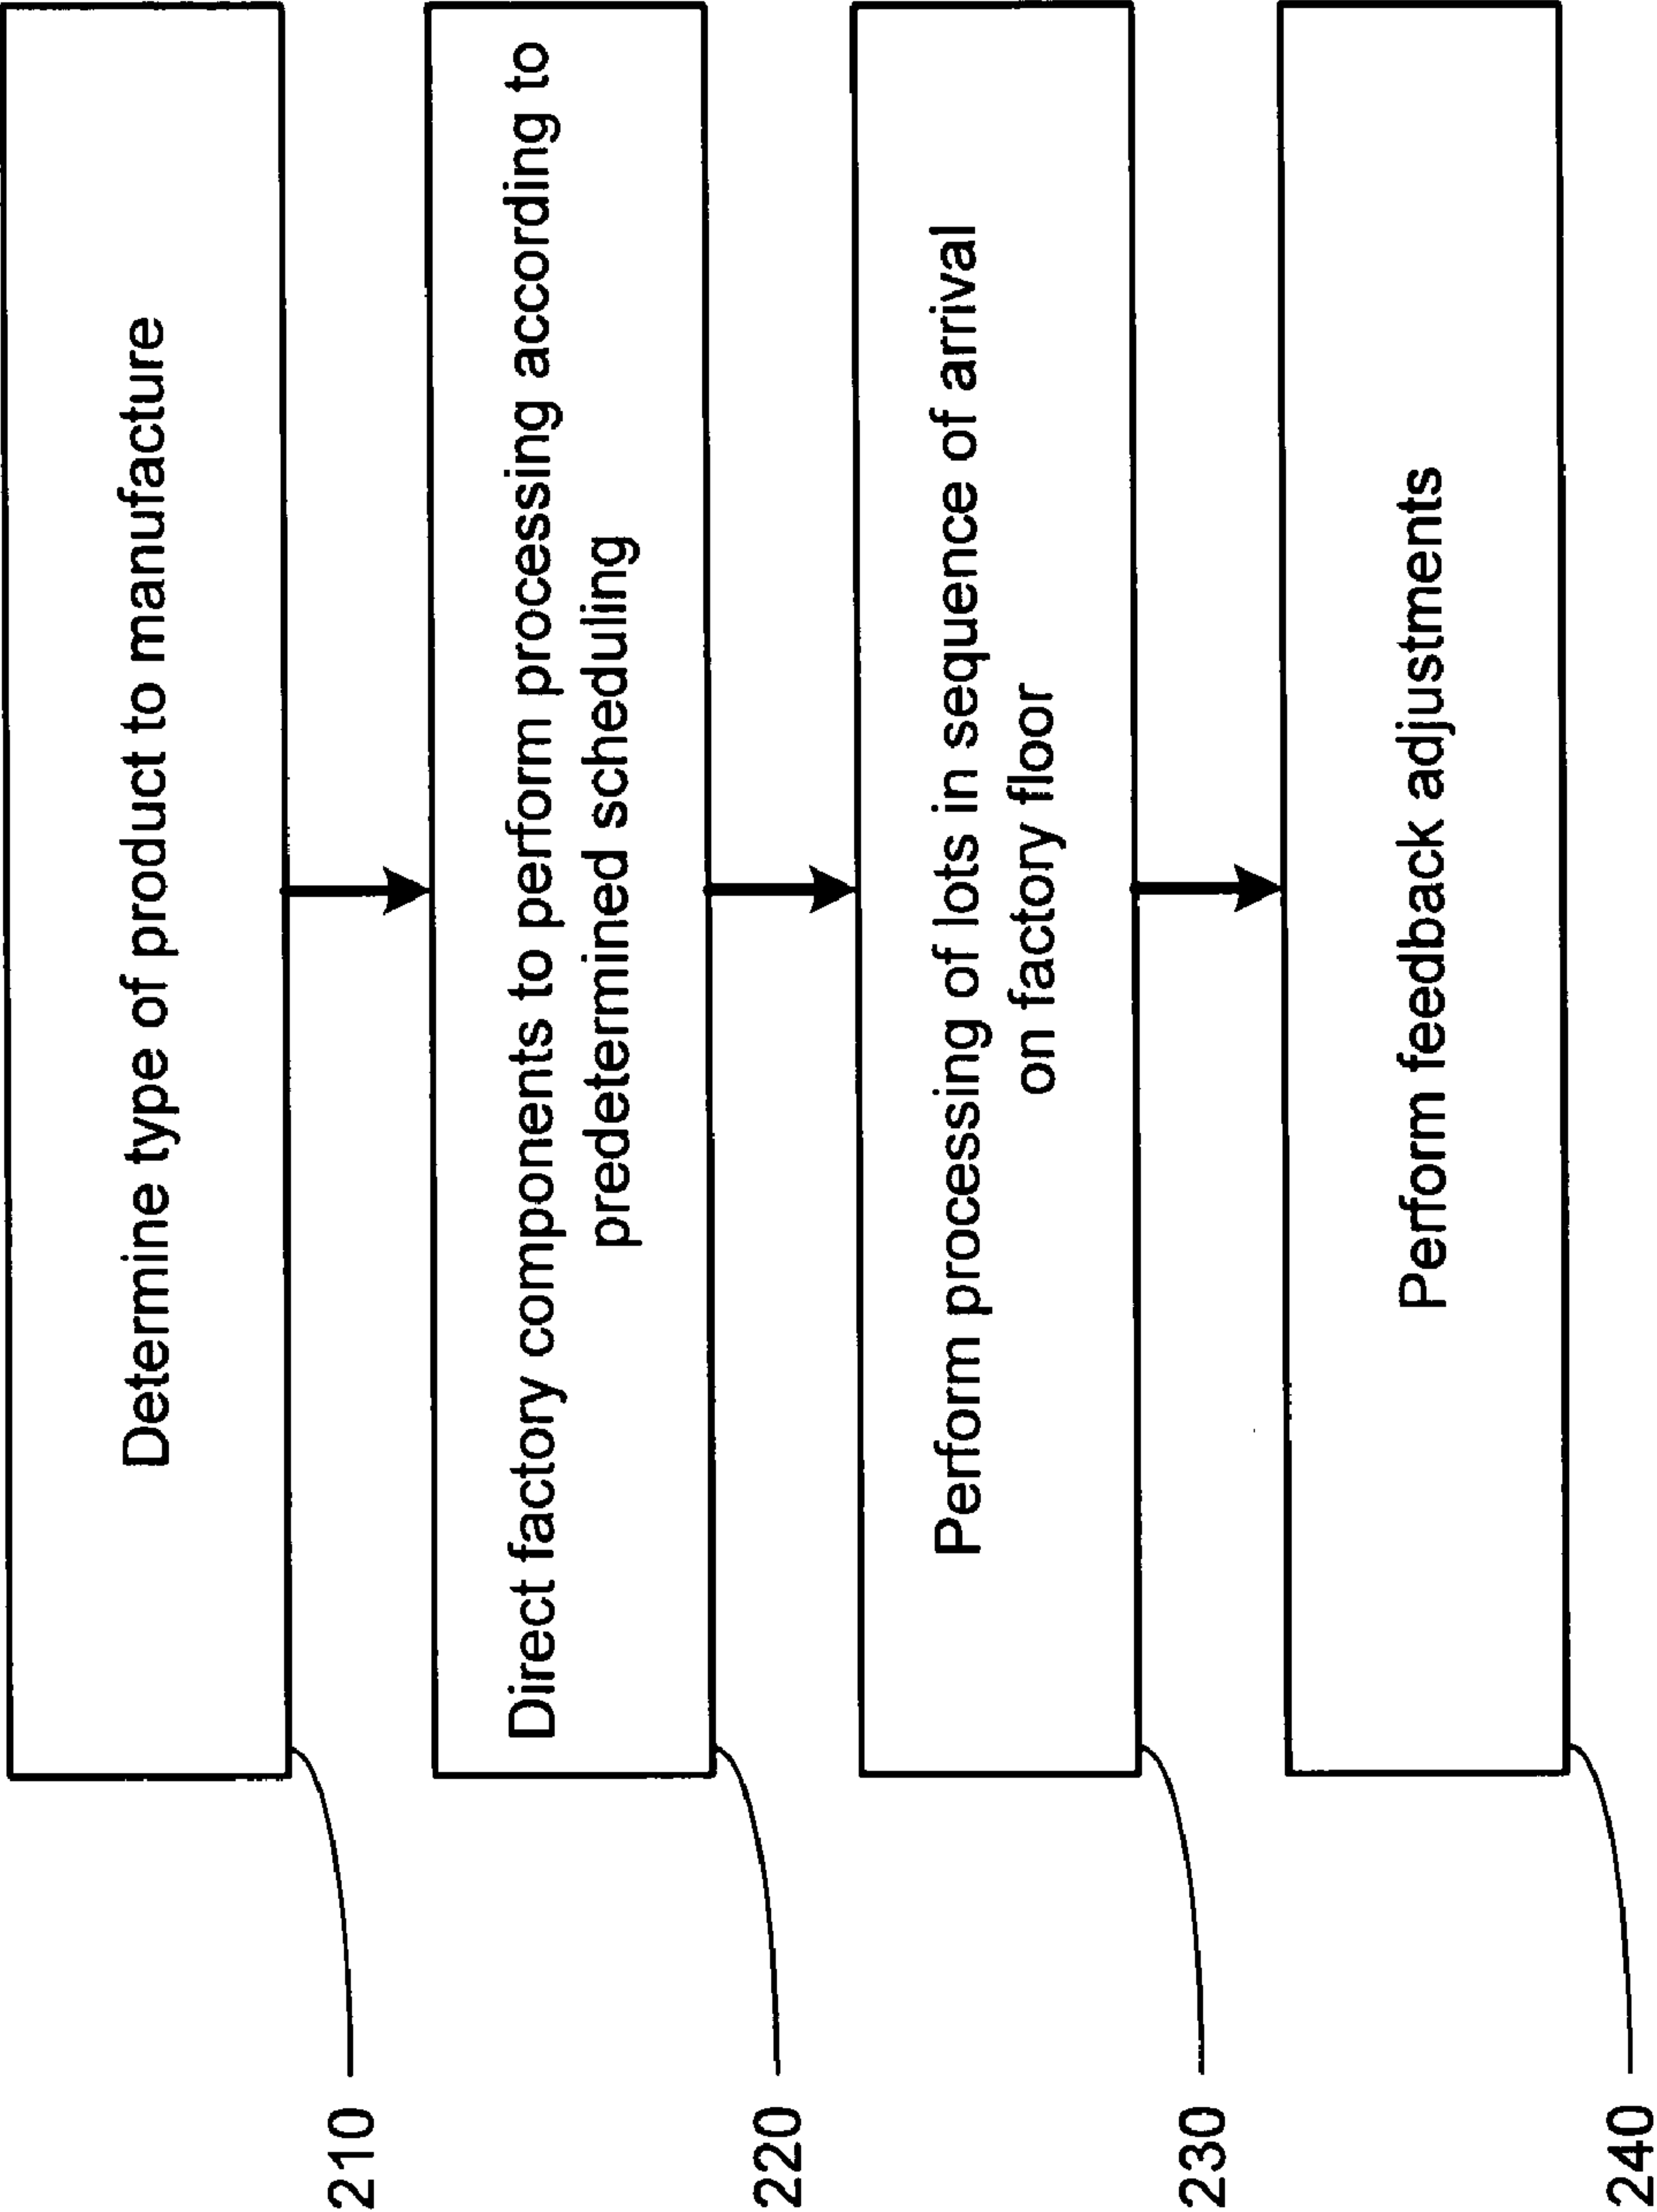 Determine type of product to manufacture
210
Direct factory components to perform processing according to
predetermined scheduling
220
Perform processing of lots in sequence of arrival
on factory floor
230
Perform feedback adjustments
240